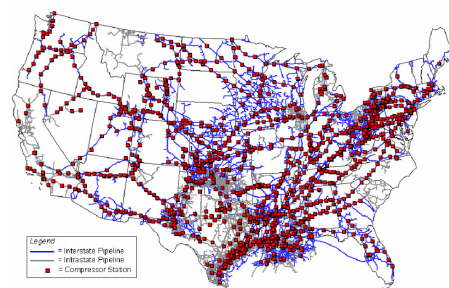 Legend
= Interstate Pipeline
= Intrastate Pipeline
= Compressor Station